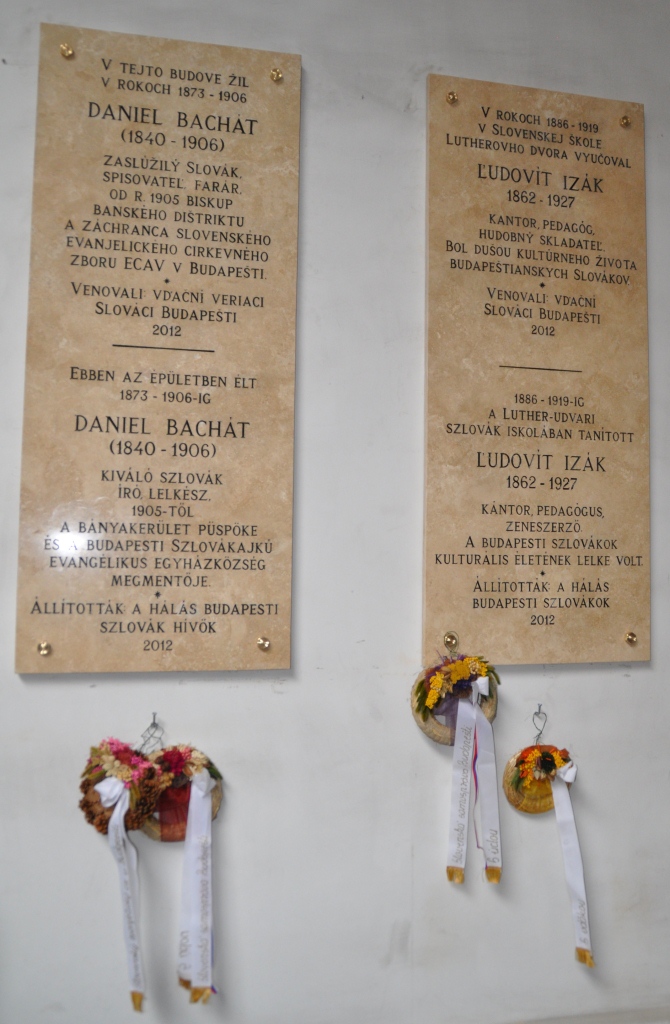 V TEJTO BUDOVE ŽIL
V ROKOCH 1873 - 1906
DANIEL BACHÁT
(1840 - 1906)
ZASLÚŽILÝ SLOVÁK,
SPISOVATEĽ, FARÁR,
OD R. 1905 BISKUP
BANSKÉHO DIŠTRIKTU
A ZÁCHRANCA SLOVENSKÉHO
EVANJELICKÉHO CIRKEVNÉHO
ZBORU ECAV V BUDAPEŠTI.
VENOVALI: VĎAČNÍ VERIACI
SLOVÁCI BUDAPEŠTI
2012
EBBEN AZ ÉPÜLETBEN ÉLT
1873 - 1906-IG
DANIEL BACHÁT
(1840 - 1906)
KIVÁLÓ SZLOVÁK
ÍRÓ, LELKÉSZ,
1905-TŐL
A BÁNYAKERÜLET PÜSPÖKE
ÉS A BUDAPESTI SZLOVÁKAJKÚ
EVANGÉLIKUS EGYHÁZKÖZSÉG
MEGMENTŐJE.
ÁLLÍTOTTÁK: A HÁLÁS BUDAPESTI
SZLOVÁK HÍVŐK
2012
V ROKOCH 1886 - 1919
V SLOVENSKEJ ŠKOLE
LUTHEROVHO DVORA VYUČOVAL
ĽUDOVÍT IZÁK
1862 - 1927
KANTOR, PEDAGÓG,
HUDOBNÝ SKLADATEĽ.
BOL DUŠOU KULTÚRNEHO ŽIVOTA
BUDAPEŠTIANSKYCH SLOVÁKOV
VENOVALI: VĎAČNÍ
SLOVÁCI BUDAPEŠTI
2012
1886 - 1919-IG
A LUTHER-UDVARI
SZLOVÁK ISKOLÁBAN TANÍTOTT
ĽUDOVÍT IZÁK
1862 - 1927
KÁNTOR, PEDAGÓGUS,
ZENESZERZŐ.
A BUDAPESTI SZLOVÁKOK
KULTURÁLIS ÉLETÉNEK LELKE VOLT.
ÁLLÍTOTTÁK: A HÁLÁS
BUDAPESTI SZLOVÁKOK
2012